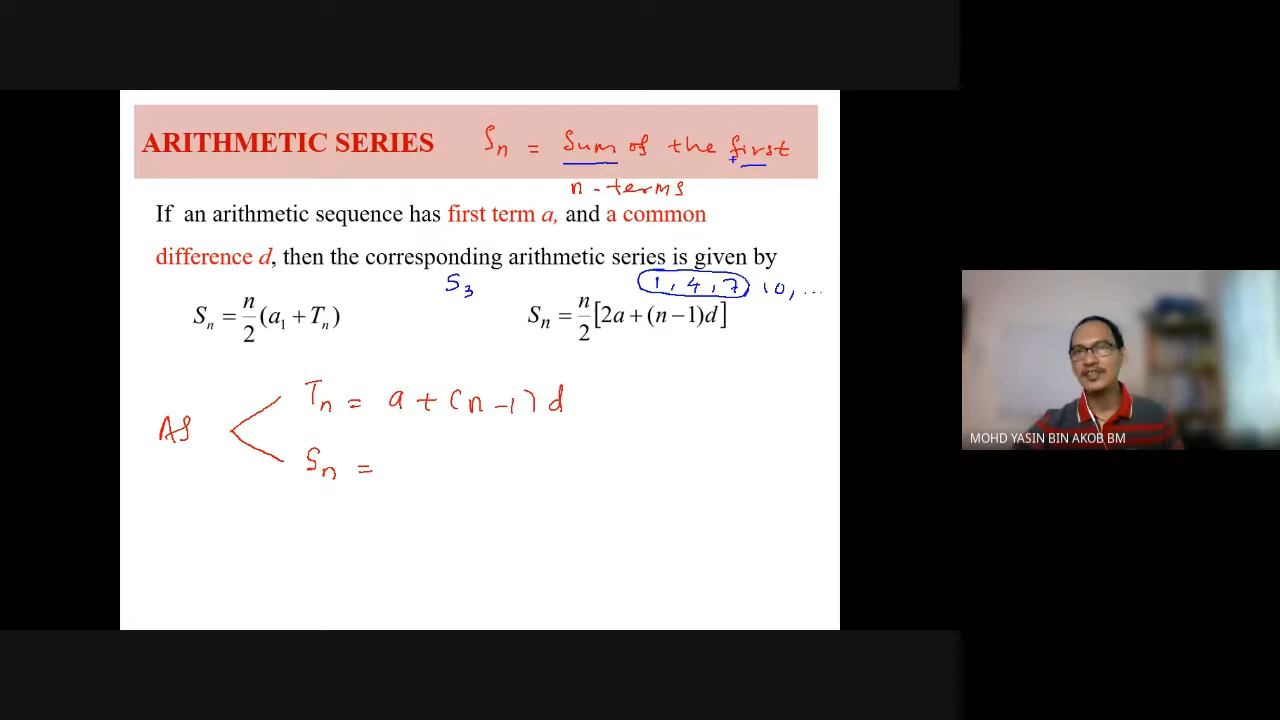 ARITHMETIC SERIES Sn = Sum of the first
n-terms
If an arithmetic sequence has first term a, and a common
difference d, then the corresponding arithmetic series is given by
S3 1, 4, 7, 10, ...
Sn = n/2 (a1 + Tn) Sn = n/2 [2a + (n − 1)d]
AS
Tn = a + (n-1) d
Sn =
MOHD YASIN BIN AKOB BM